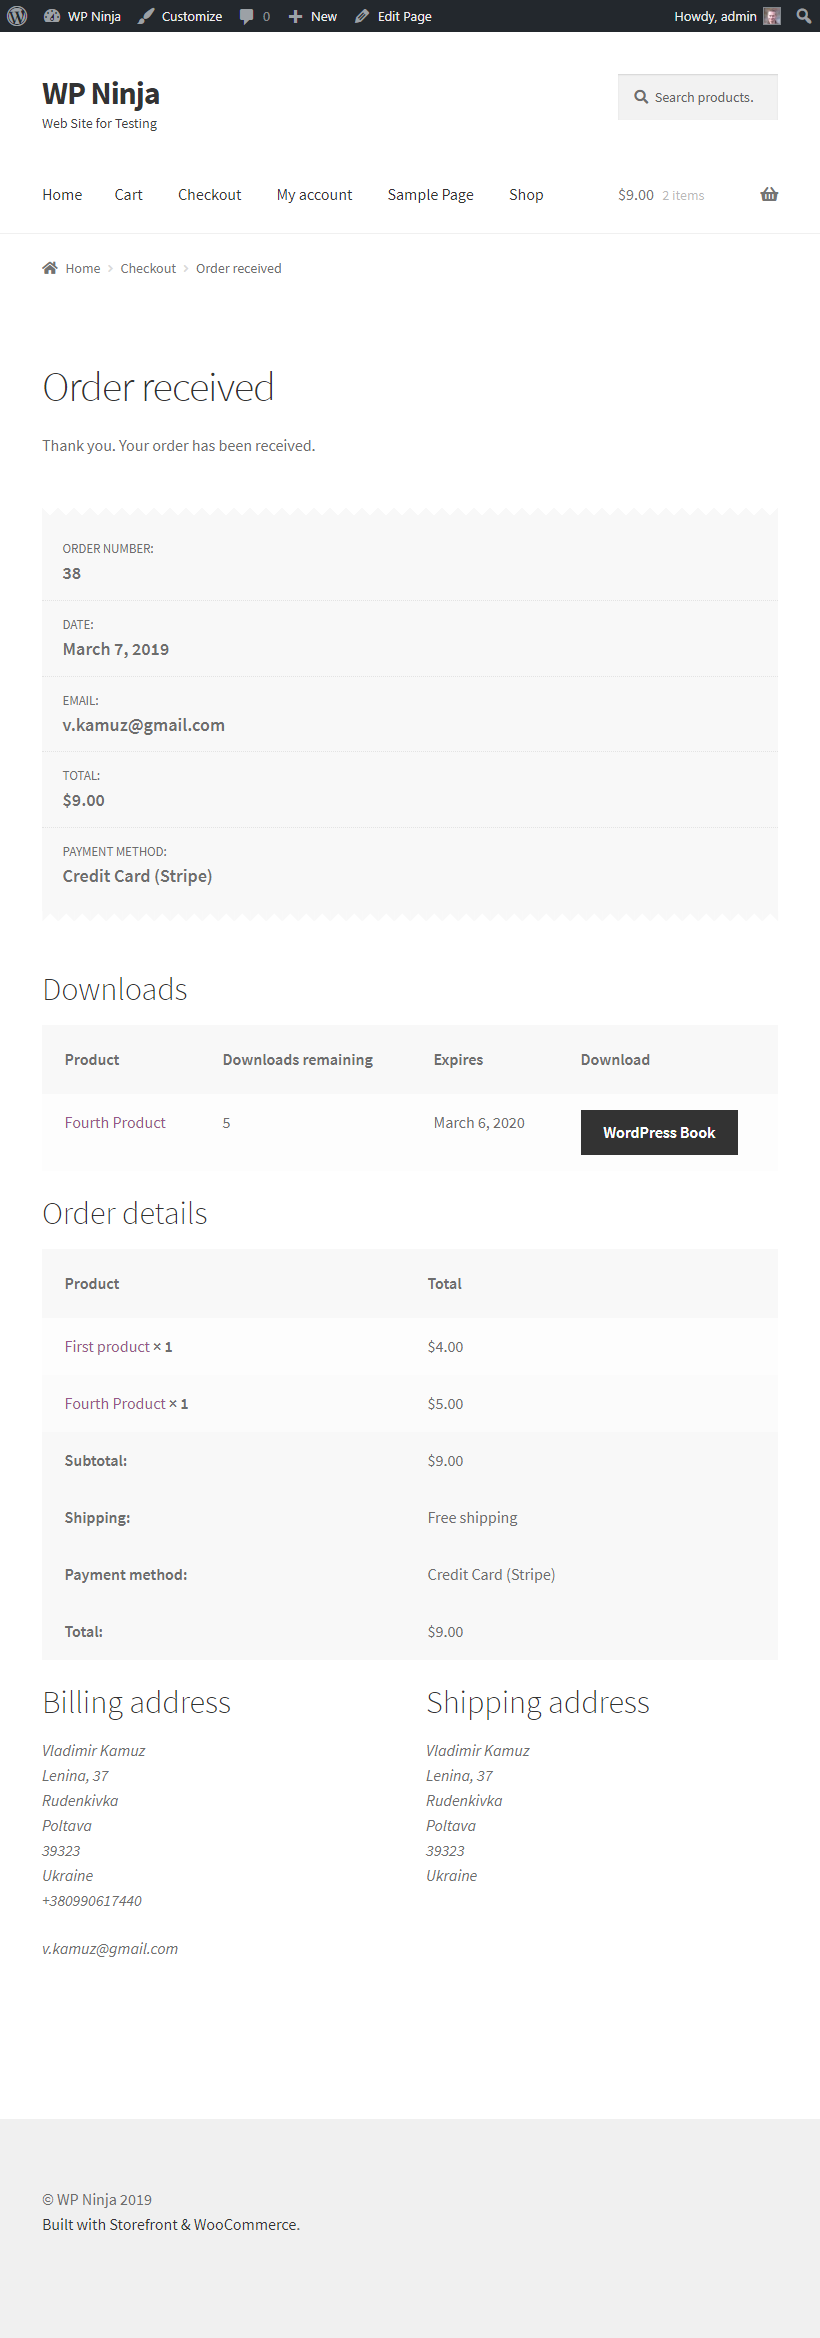 WP Ninja Customize 0 New Edit Page Howdy, admin
WP Ninja
Web Site for Testing
Search products.
Home Cart Checkout My account Sample Page Shop $9.00 2 items
Home Checkout Order received
Order received
Thank you. Your order has been received.
ORDER NUMBER:
38
DATE:
March 7, 2019
EMAIL:
v.kamuz@gmail.com
TOTAL:
$9.00
PAYMENT METHOD:
Credit Card (Stripe)
Downloads
Product Downloads remaining Expires Download
Fourth Product 5 March 6, 2020 WordPress Book
Order details
Product Total
First product × 1 $4.00
Fourth Product × 1 $5.00
Subtotal: $9.00
Shipping: Free shipping
Payment method: Credit Card (Stripe)
Total: $9.00
Billing address
Vladimir Kamuz
Lenina, 37
Rudenkivka
Poltava
39323
Ukraine
+380990617440
v.kamuz@gmail.com
Shipping address
Vladimir Kamuz
Lenina, 37
Rudenkivka
Poltava
39323
Ukraine
© WP Ninja 2019
Built with Storefront & WooCommerce.